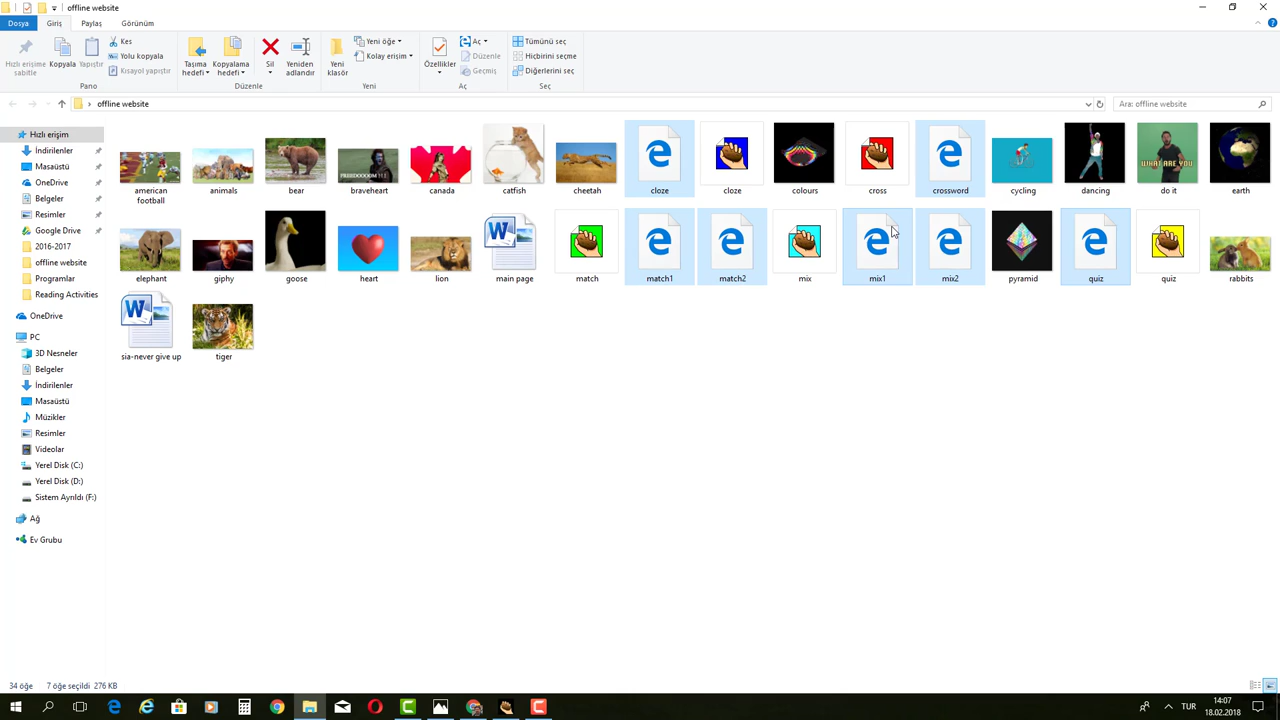 offline website
Dosya Giriş Paylaş Görünüm
Hızlı erişime sabitle
Kopyala
Yapıştır
Kes
Yolu kopyala
Kısayol yapıştır
Pano
Taşıma hedefi
Kopyalama hedefi
Sil
Yeniden adlandır
Düzenle
Yeni klasör
Yeni öğe
Kolay erişim
Yeni
Özellikler
Aç
Düzenle
Geçmiş
Aç
Tümünü seç
Hiçbirini seçme
Diğerlerini seç
Seç
offline website
Ara: offline website
Hızlı erişim
İndirilenler
Masaüstü
OneDrive
Belgeler
Resimler
Google Drive
2016-2017
offline website
Programlar
Reading Activities
OneDrive
PC
3D Nesneler
Belgeler
İndirilenler
Masaüstü
Müzikler
Resimler
Videolar
Yerel Disk (C:)
Yerel Disk (D:)
Sistem Ayrıldı (F:)
Ağ
Ev Grubu
FREEDOOOM !!!
WHAT ARE YOU
american football
animals
bear
braveheart
canada
catfish
cheetah
cloze
cloze
colours
cross
crossword
cycling
dancing
do it
earth
elephant
giphy
goose
heart
lion
main page
match
match1
match2
mix
mix1
mix2
pyramid
quiz
quiz
rabbits
sia-never give up
tiger
34 öğe 7 öğe seçildi 276 KB
TUR
14:07
18.02.2018